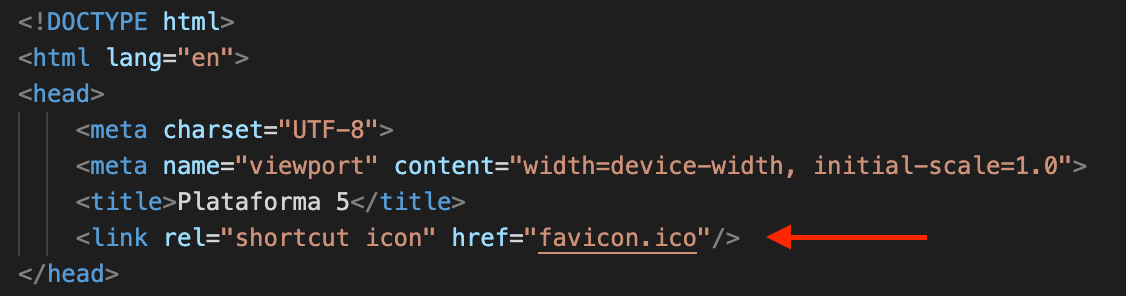 <!DOCTYPE html>
<html lang="en">
<head>
<meta charset="UTF-8">
<meta name="viewport" content="width=device-width, initial-scale=1.0">
<title>Plataforma 5</title>
<link rel="shortcut icon" href="favicon.ico"/>
</head>